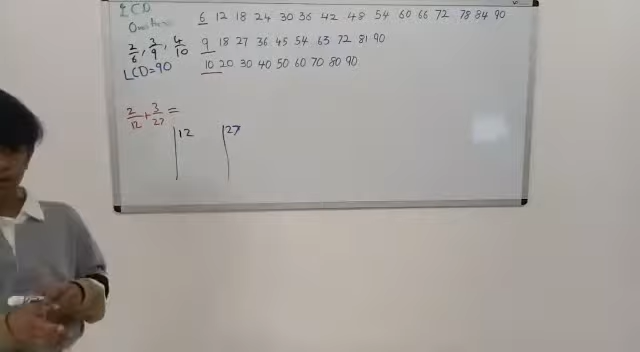 LCD
Questions
6 12 18 24 30 36 42 48 54 60 66 72 78 84 90
2/6, 3/9, 4/10
9 18 27 36 45 54 63 72 81 90
LCD=90
10 20 30 40 50 60 70 80 90
2/12 + 3/27 =
12
27